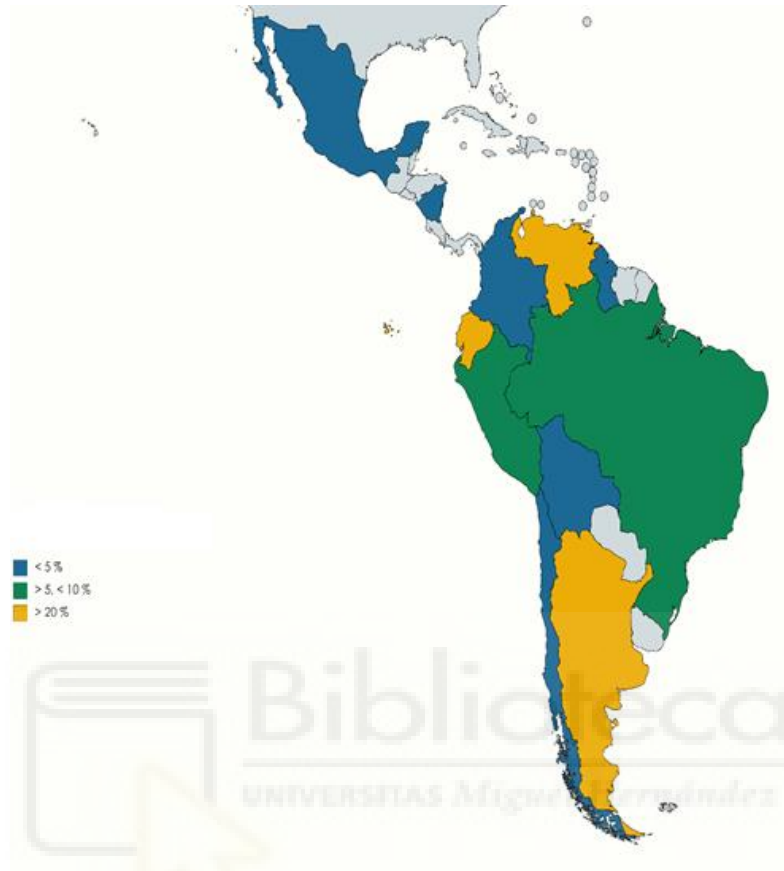 < 5 %
> 5, < 10 %
> 20 %
Biblioteca
UNIVERSITAS Miguel Hernández